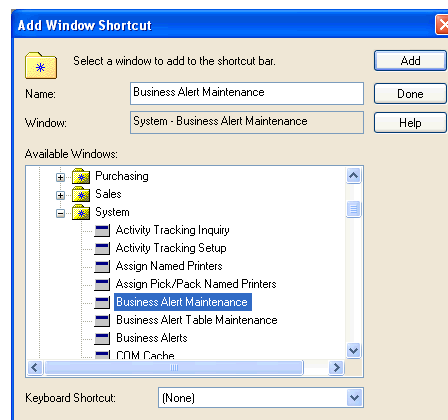 Add Window Shortcut
Select a window to add to the shortcut bar.
Add
Name:
Business Alert Maintenance
Done
Window:
System - Business Alert Maintenance
Help
Available Windows:
Purchasing
Sales
System
Activity Tracking Inquiry
Activity Tracking Setup
Assign Named Printers
Assign Pick/Pack Named Printers
Business Alert Maintenance
Business Alert Table Maintenance
Business Alerts
COM Cache
Keyboard Shortcut:
(None)